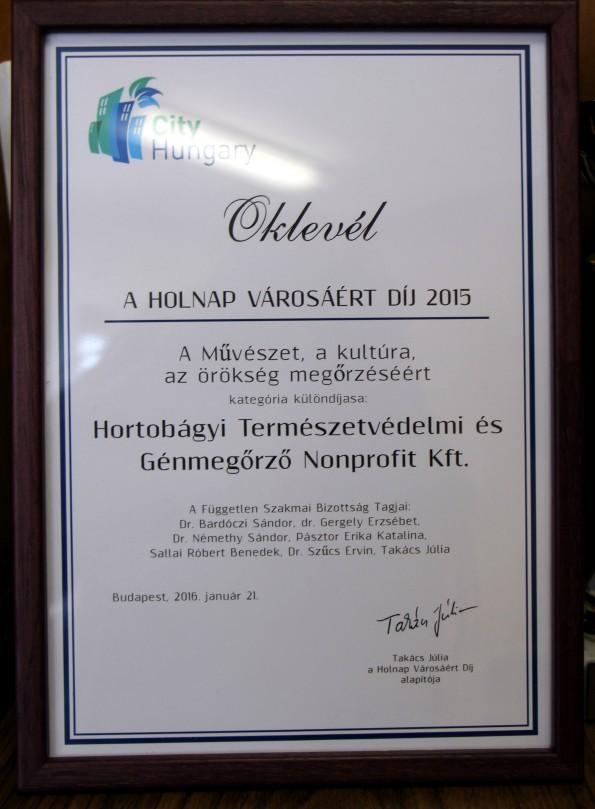 City
Hungary
Oklevél
A HOLNAP VÁROSÁÉRT DÍJ 2015
A Művészet, a kultúra,
az örökség megőrzéséért
kategória különdíjasa:
Hortobágyi Természetvédelmi és
Génmegőrző Nonprofit Kft.
A Független Szakmai Bizottság Tagjai:
Dr. Bardóczi Sándor, dr. Gergely Erzsébet,
Dr. Némethy Sándor, Pásztor Erika Katalina,
Sallai Róbert Benedek, Dr. Szűcs Ervin, Takács Júlia
Budapest, 2016. január 21.
Takács Júlia
Takács Júlia
a Holnap Városáért Díj
alapítója